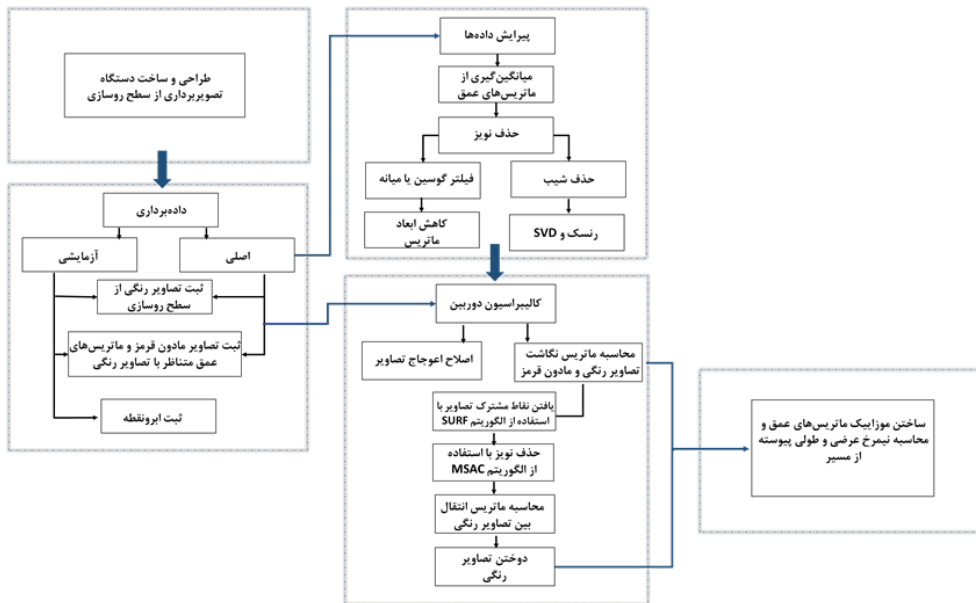 طراحی و ساخت دستگاه
تصویربرداری از سطح روسازی
داده‌برداری
اصلی
آزمایشی
ثبت تصاویر رنگی از
سطح روسازی
ثبت تصاویر مادون قرمز و ماتریس‌های
عمق متناظر با تصاویر رنگی
ثبت ابرونقطه
پیرایش داده‌ها
میانگین‌گیری از
ماتریس‌های عمق
حذف نویز
حذف شیب
فیلتر گوسین یا میانه
رنسک و SVD
کاهش ابعاد
ماتریس
کالیبراسیون دوربین
محاسبه ماتریس نگاشت
تصاویر رنگی و مادون قرمز
اصلاح اعوجاج تصاویر
یافتن نقاط مشترک تصاویر با
استفاده از الگوریتم SURF
حذف نویز با استفاده
از الگوریتم MSAC
محاسبه ماتریس انتقال
بین تصاویر رنگی
دوختن تصاویر
رنگی
ساختن موزاییک ماتریس‌های عمق و
محاسبه نیمرخ عرضی و طولی پیوسته
از مسیر